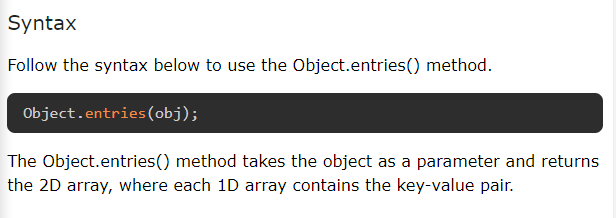 Syntax
Follow the syntax below to use the Object.entries() method.
Object.entries(obj);
The Object.entries() method takes the object as a parameter and returns
the 2D array, where each 1D array contains the key-value pair.